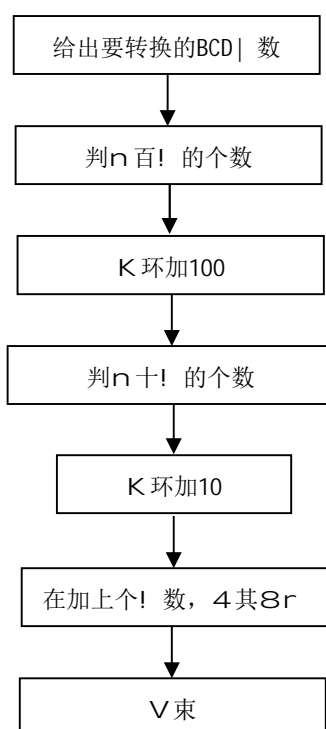 给出要转换的BCD| 数
判n百! 的个数
K环加100
判n十! 的个数
K环加10
在加上个! 数，4其8r
V束